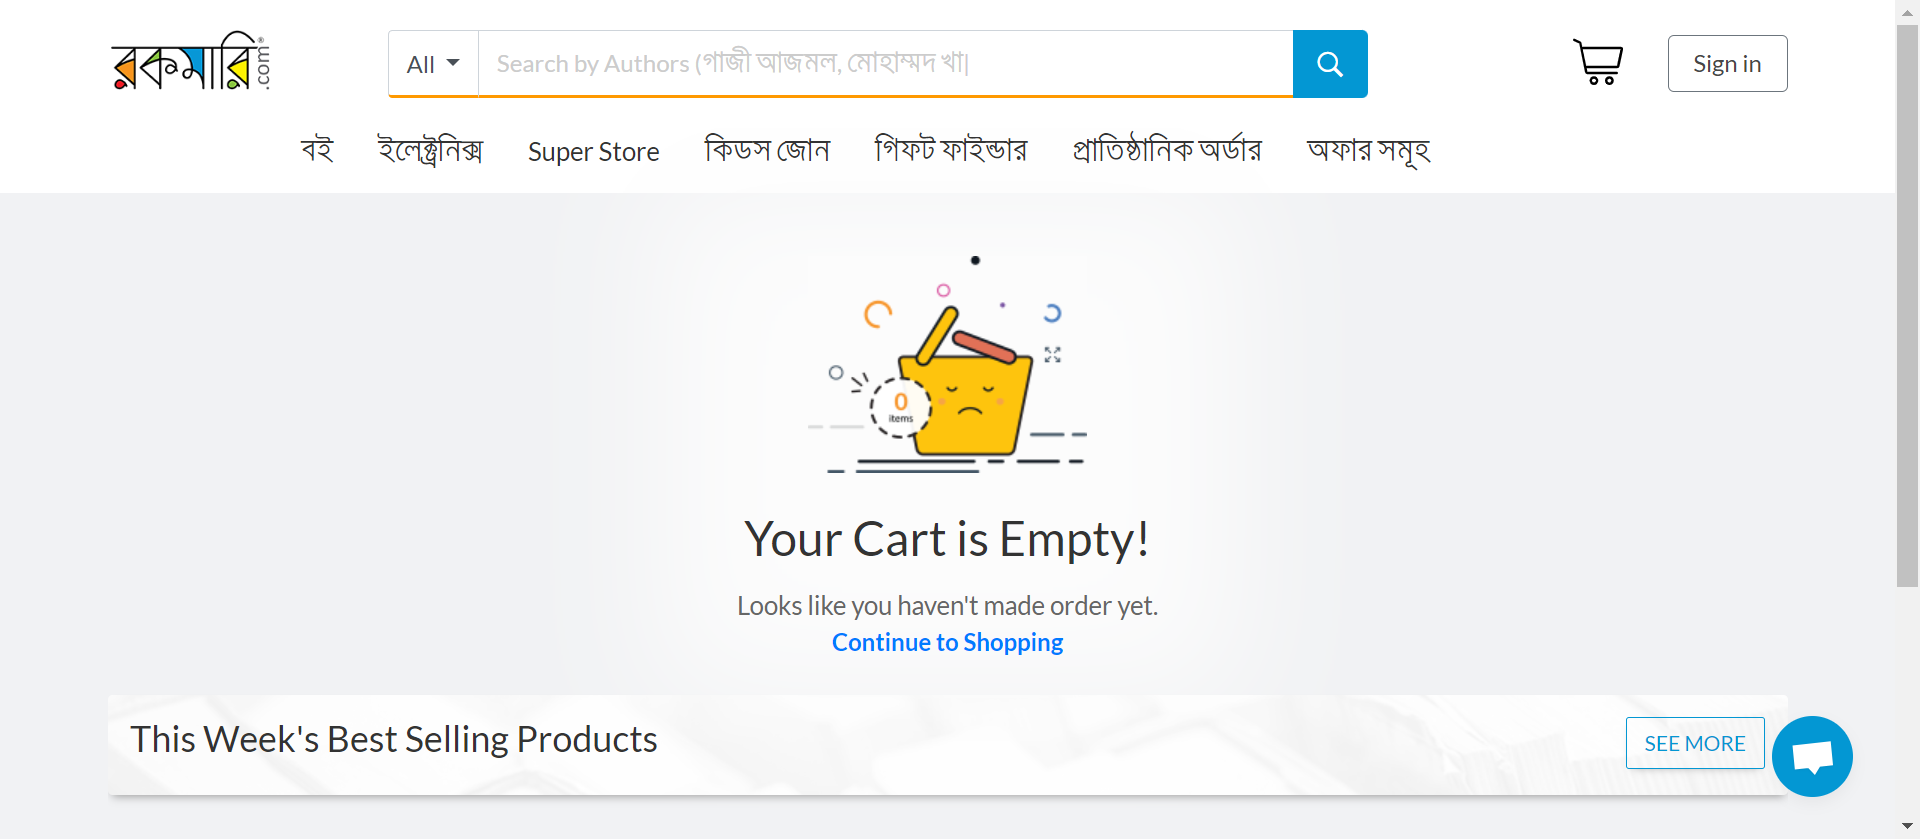 রকমারি.com®
All
Search by Authors (গাজী আজমল, মোহাম্মদ খা|
Sign in
বই ইলেক্ট্রনিক্স Super Store কিডস জোন গিফট ফাইন্ডার প্রাতিষ্ঠানিক অর্ডার অফার সমূহ
0
items
Your Cart is Empty!
Looks like you haven't made order yet.
Continue to Shopping
This Week's Best Selling Products
SEE MORE